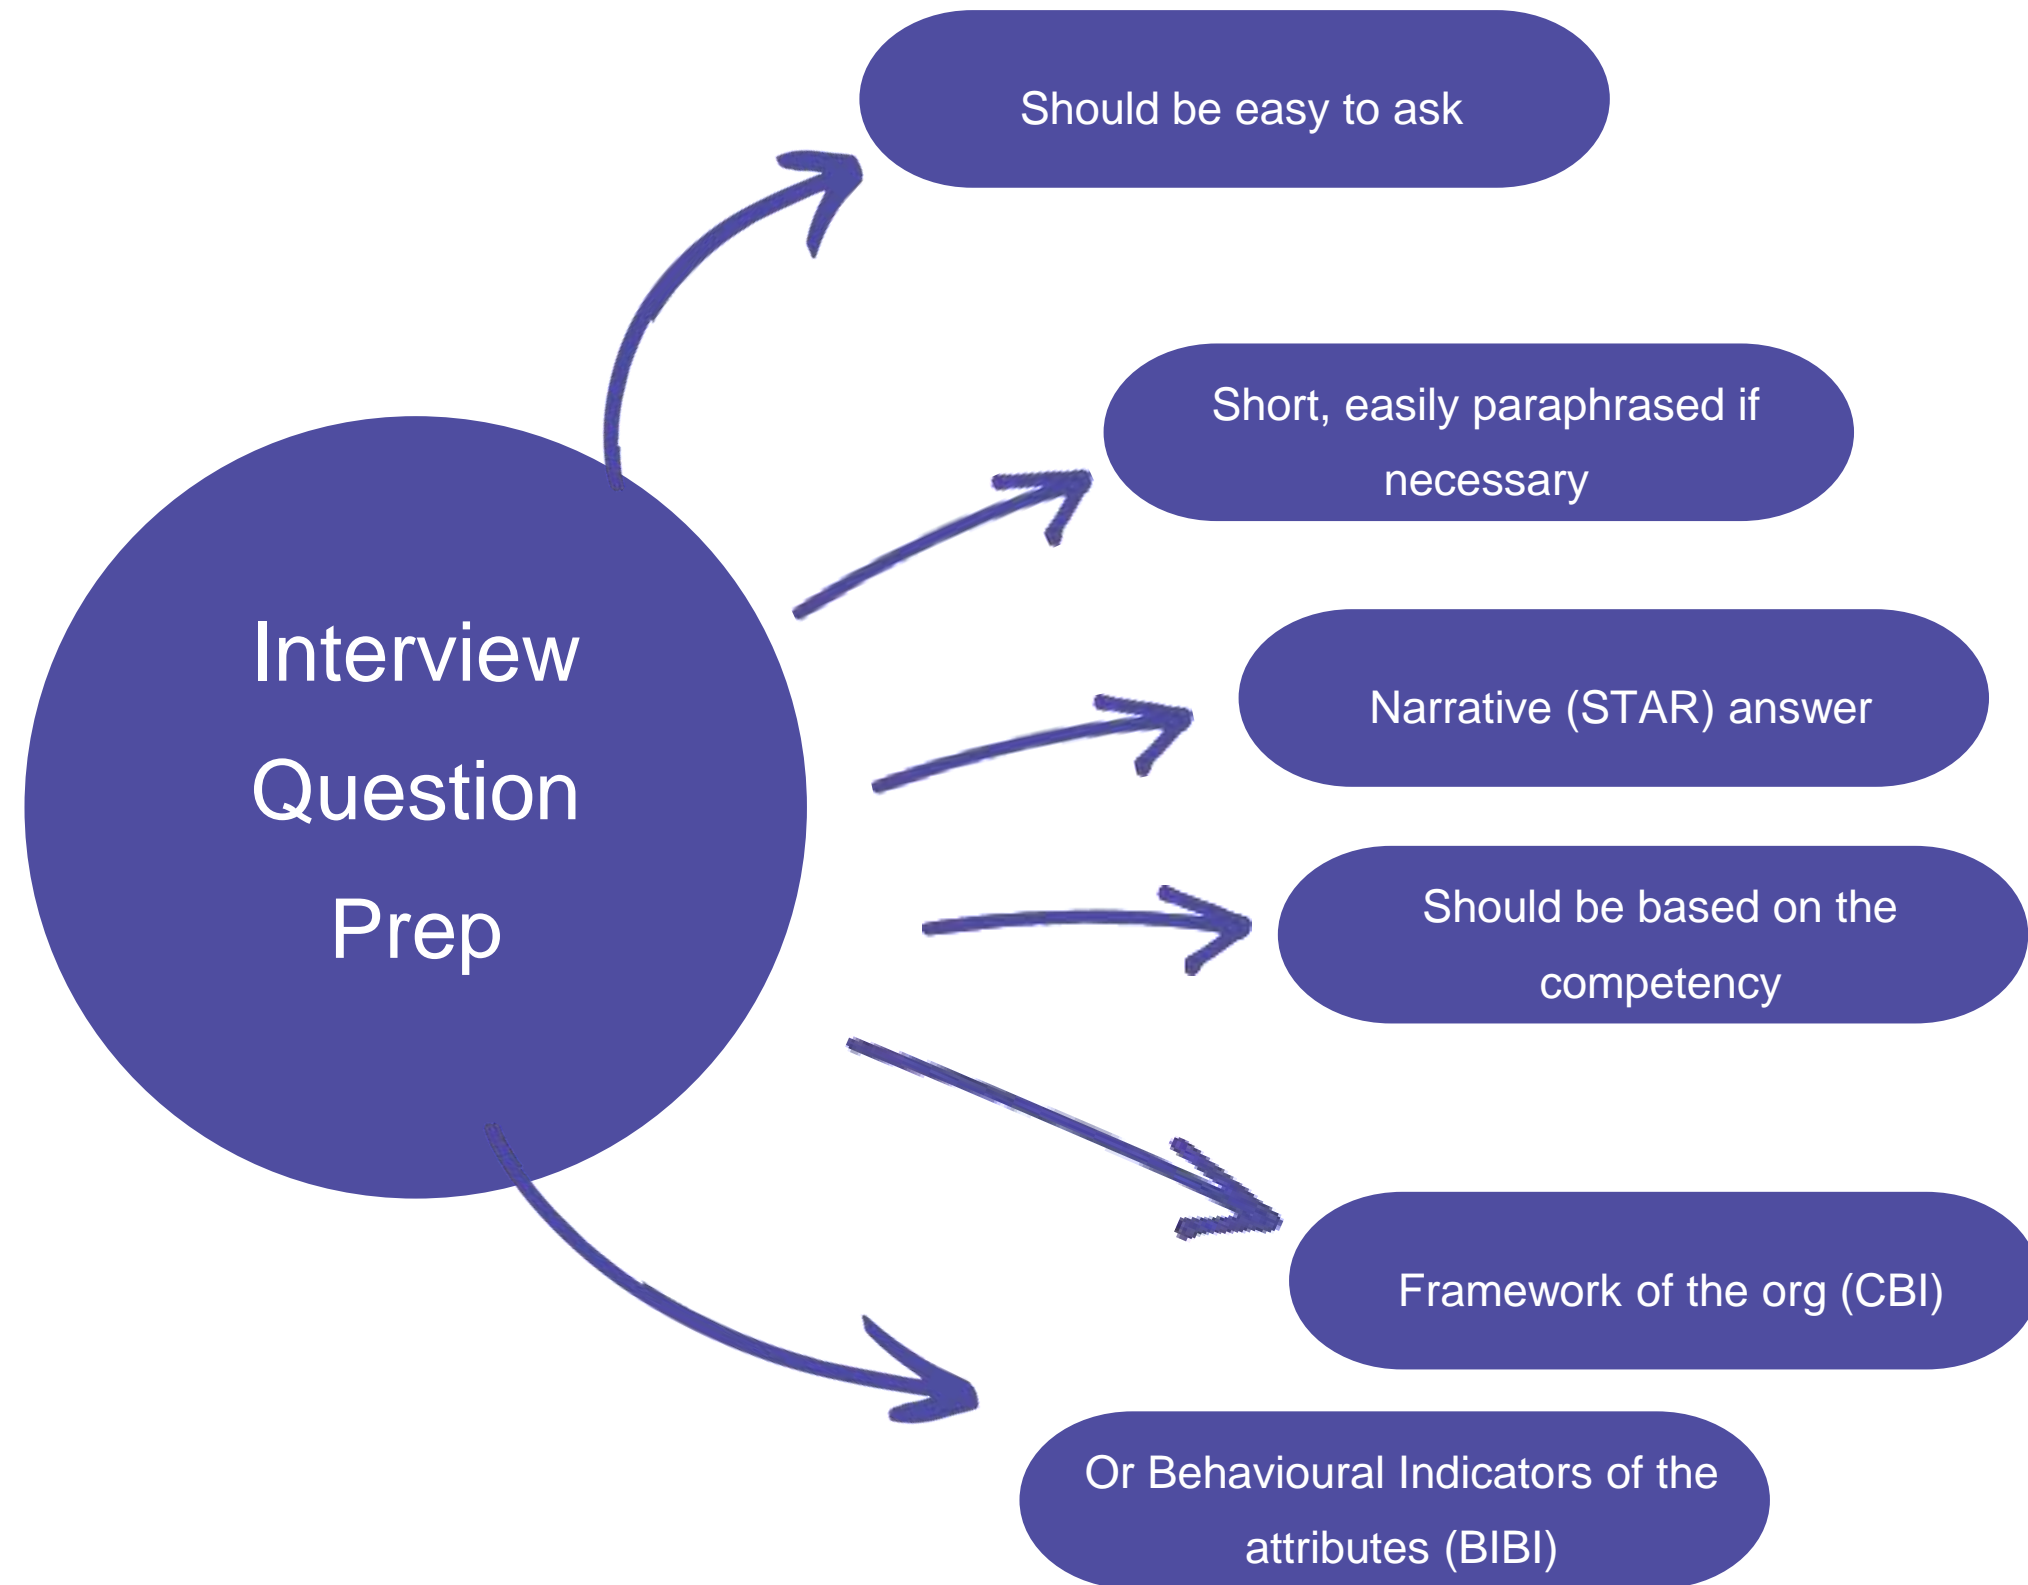 Should be easy to ask
Short, easily paraphrased if
necessary
Interview
Question
Prep
Narrative (STAR) answer
Should be based on the
competency
Framework of the org (CBI)
Or Behavioural Indicators of the
attributes (BIBI)